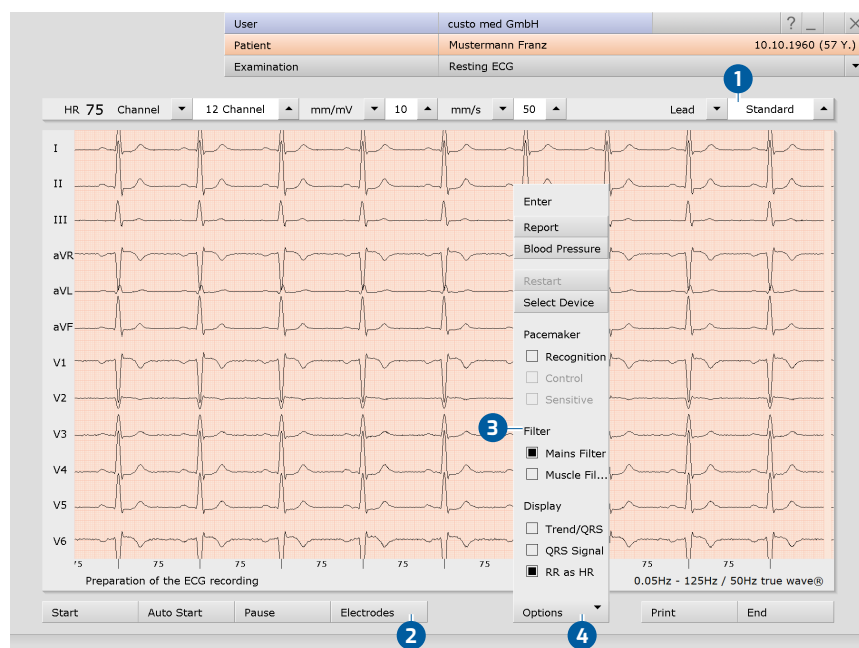 User custo med GmbH ? _ X
Patient Mustermann Franz 10.10.1960 (57 Y.)
Examination Resting ECG
1
HR 75 Channel 12 Channel mm/mV 10 mm/s 50 Lead Standard
I
II
Enter
III
Report
Blood Pressure
aVR
Restart
aVL
Select Device
aVF
Pacemaker
V1
Recognition
Control
V2
Sensitive
V3
3 Filter
Mains Filter
V4
Muscle Fil...
V5
Display
Trend/QRS
V6
QRS Signal
'5 75 75 75 75 75 75 75
RR as HR
Preparation of the ECG recording 0.05Hz - 125Hz / 50Hz true wave®
Start Auto Start Pause Electrodes Options Print End
2 4